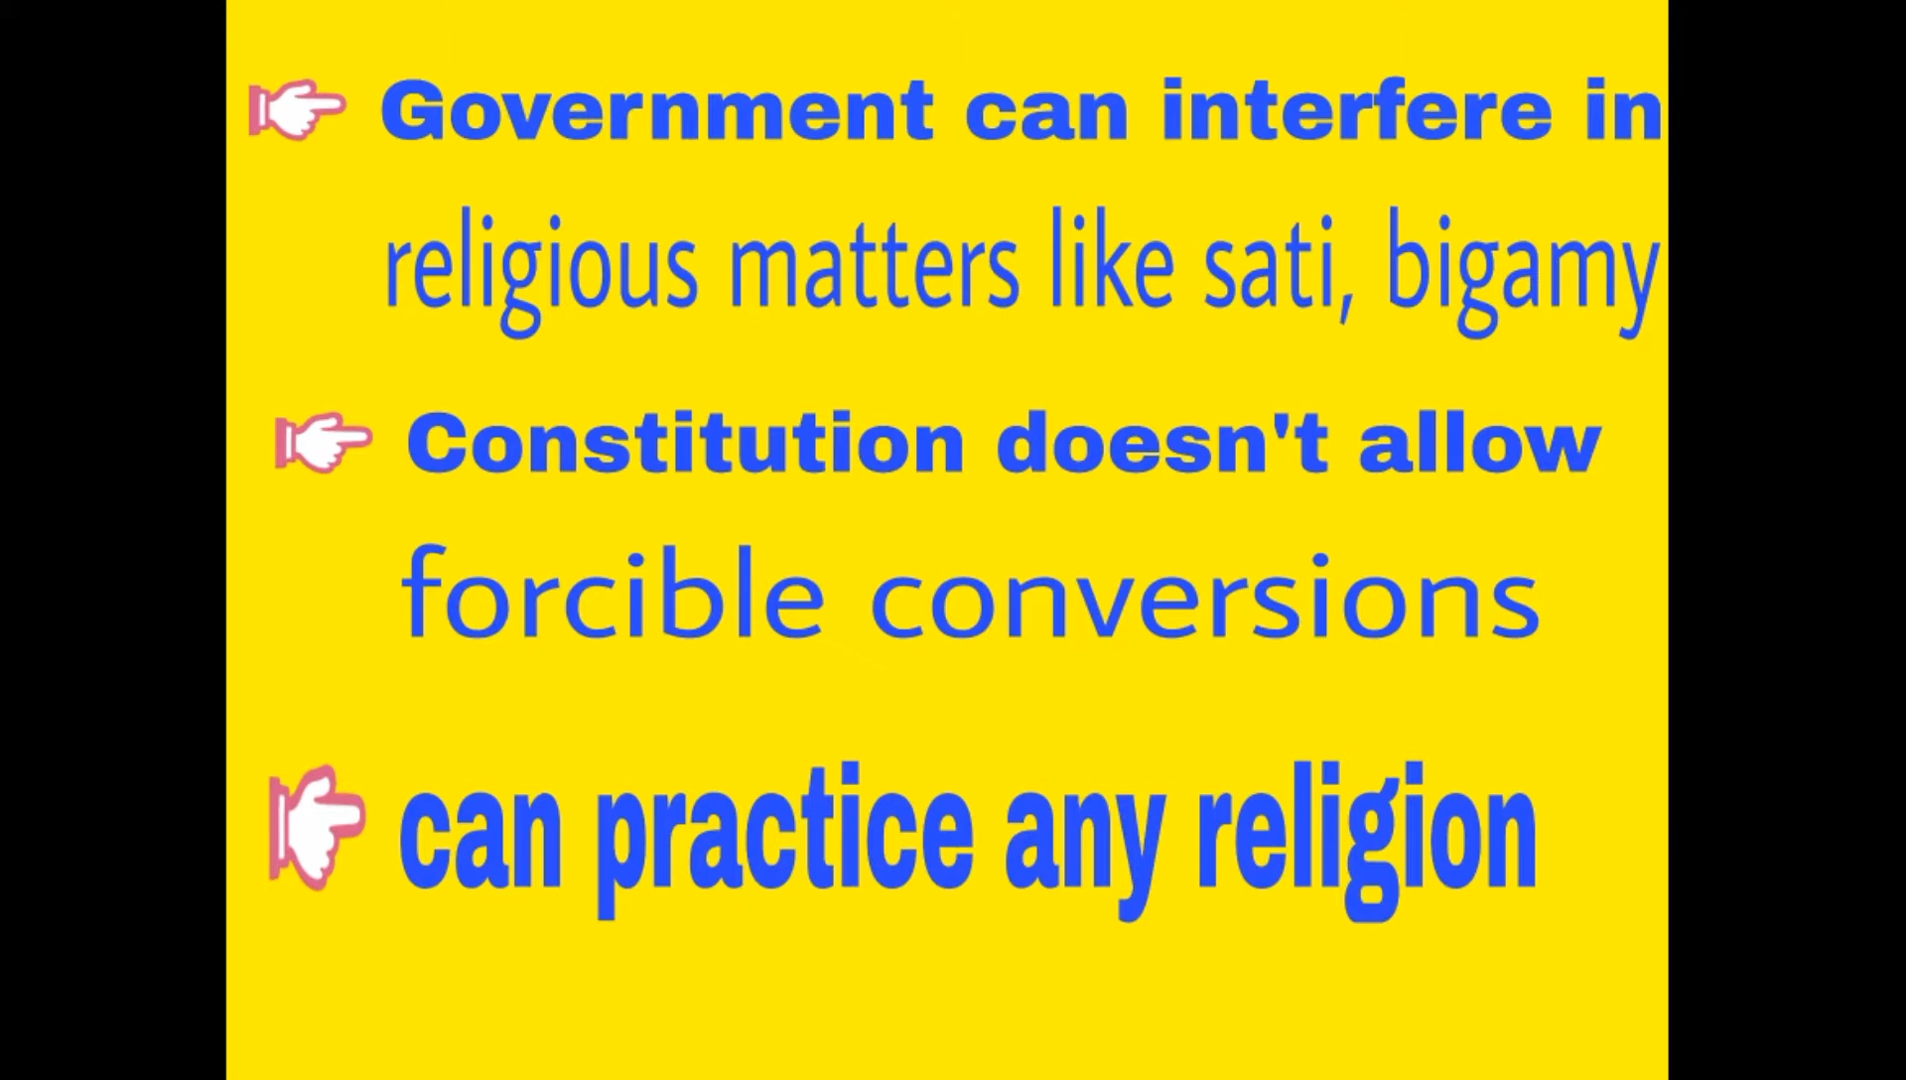 Government can interfere in
religious matters like sati, bigamy
Constitution doesn't allow
forcible conversions
can practice any religion